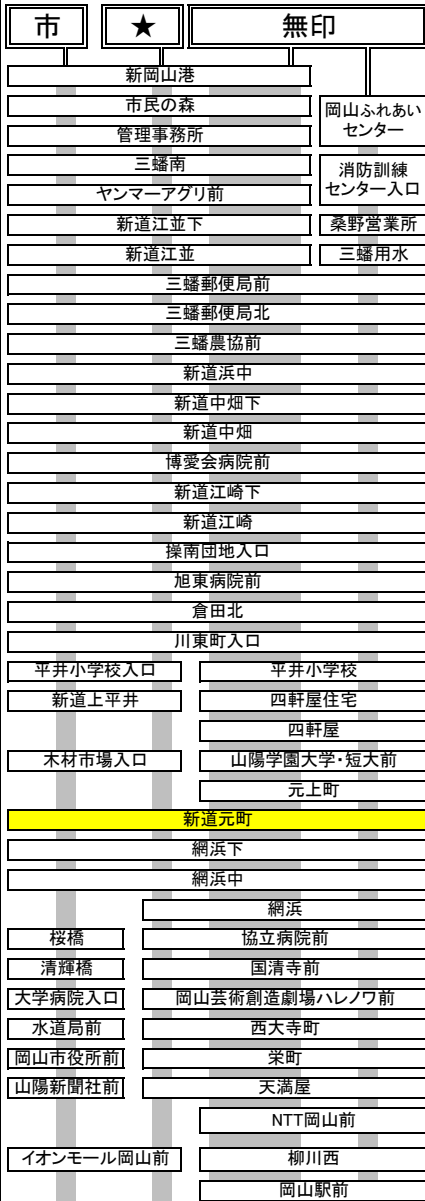 市 ★ 無印
新岡山港
市民の森
岡山ふれあい
センター
管理事務所
三蟠南
消防訓練
センター入口
ヤンマーアグリ前
新道江並下 桑野営業所
新道江並 三蟠用水
三蟠郵便局前
三蟠郵便局北
三蟠農協前
新道浜中
新道中畑下
新道中畑
博愛会病院前
新道江崎下
新道江崎
操南団地入口
旭東病院前
倉田北
川東町入口
平井小学校入口 平井小学校
新道上平井 四軒屋住宅
四軒屋
木材市場入口 山陽学園大学・短大前
元上町
新道元町
網浜下
網浜中
網浜
桜橋 協立病院前
清輝橋 国清寺前
大学病院入口 岡山芸術創造劇場ハレノワ前
水道局前 西大寺町
岡山市役所前 栄町
山陽新聞社前 天満屋
NTT岡山前
イオンモール岡山前 柳川西
岡山駅前